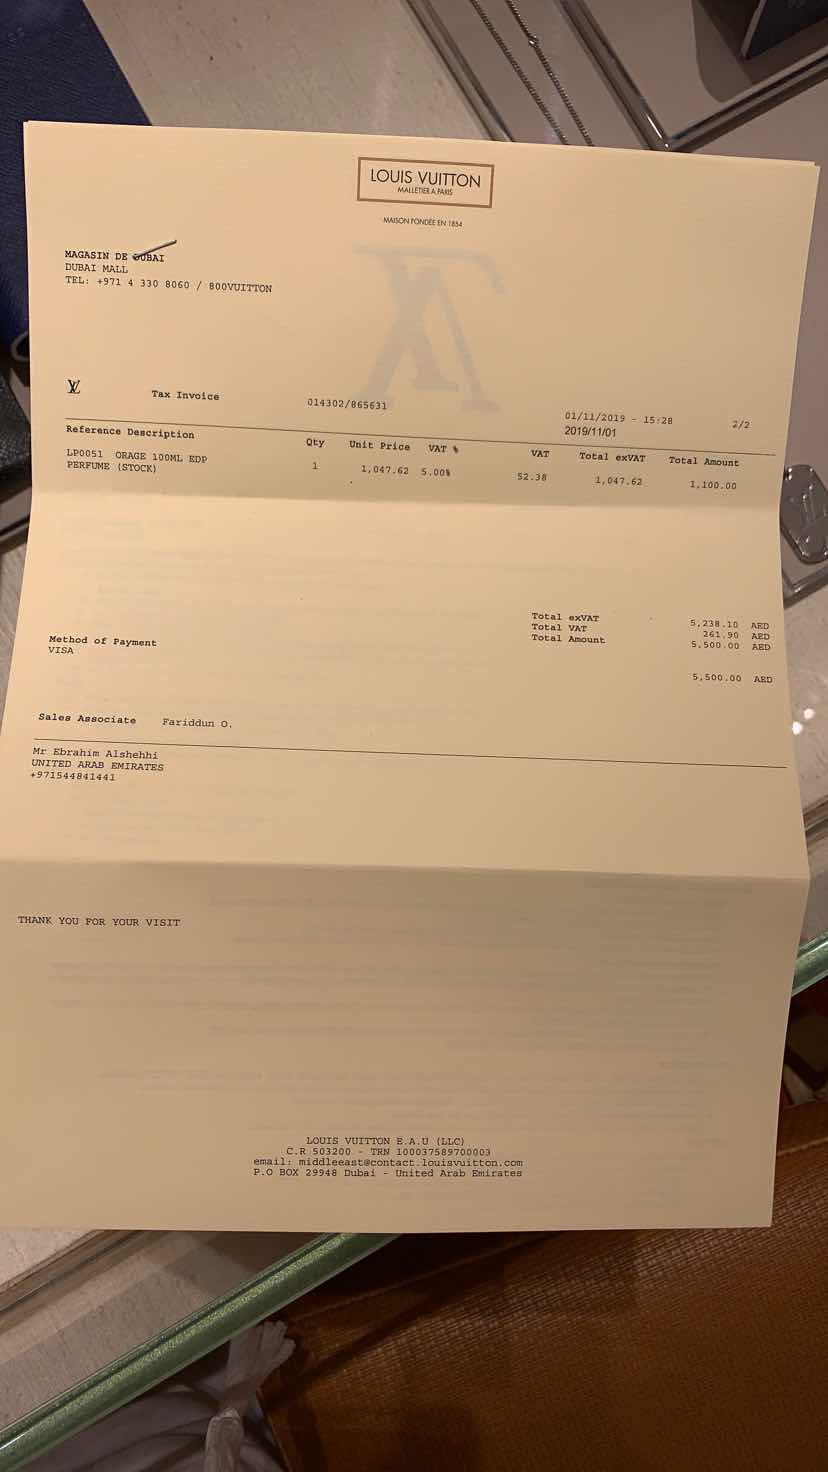 LOUIS VUITTON
MALLETIER A PARIS
MAISON FONDÉE EN 1854
MAGASIN DE DUBAI
DUBAI MALL
TEL: +971 4 330 8060 / 800VUITTON
LV Tax Invoice 014302/865631 01/11/2019 - 15:28 2/2
2019/11/01
Reference Description Qty Unit Price VAT % VAT Total exVAT Total Amount
LP0051 ORAGE 100ML EDP 1 1,047.62 5.00% 52.38 1,047.62 1,100.00
PERFUME (STOCK)
Total exVAT 5,238.10 AED
Total VAT 261.90 AED
Total Amount 5,500.00 AED
Method of Payment
VISA 5,500.00 AED
Sales Associate Fariddun O.
Mr Ebrahim Alshehhi
UNITED ARAB EMIRATES
+971544841441
THANK YOU FOR YOUR VISIT
LOUIS VUITTON E.A.U (LLC)
C.R 503200 - TRN 100037589700003
email: middleeast@contact.louisvuitton.com
P.O BOX 29948 Dubai - United Arab Emirates